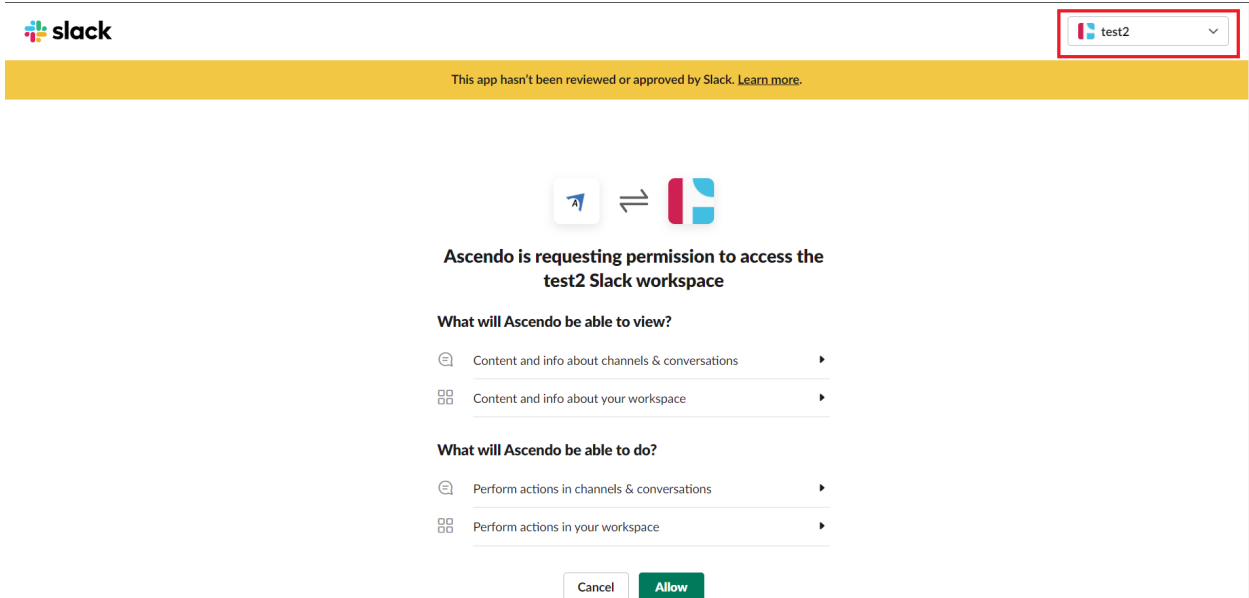 slack
test2
This app hasn’t been reviewed or approved by Slack. Learn more.
A
Ascendo is requesting permission to access the
test2 Slack workspace
What will Ascendo be able to view?
Content and info about channels & conversations
Content and info about your workspace
What will Ascendo be able to do?
Perform actions in channels & conversations
Perform actions in your workspace
Cancel
Allow